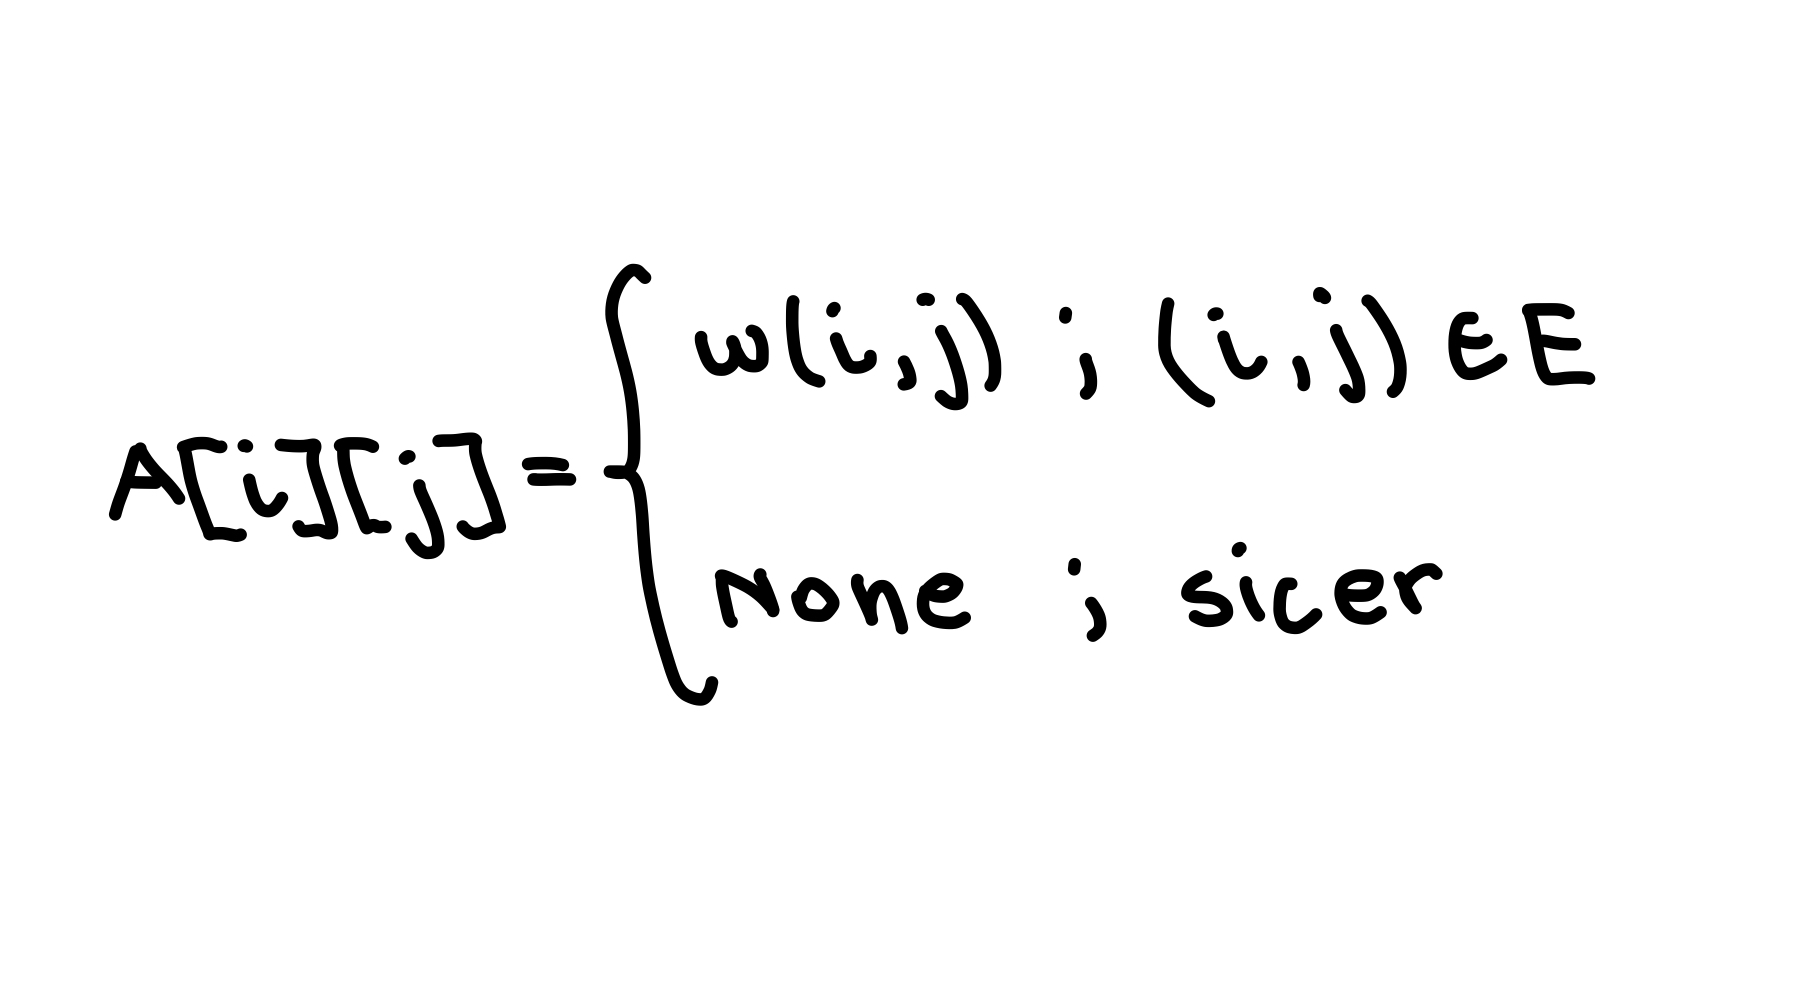 w(i,j) ; (i,j) ∈ E
A[i][j] =
None ; sicer